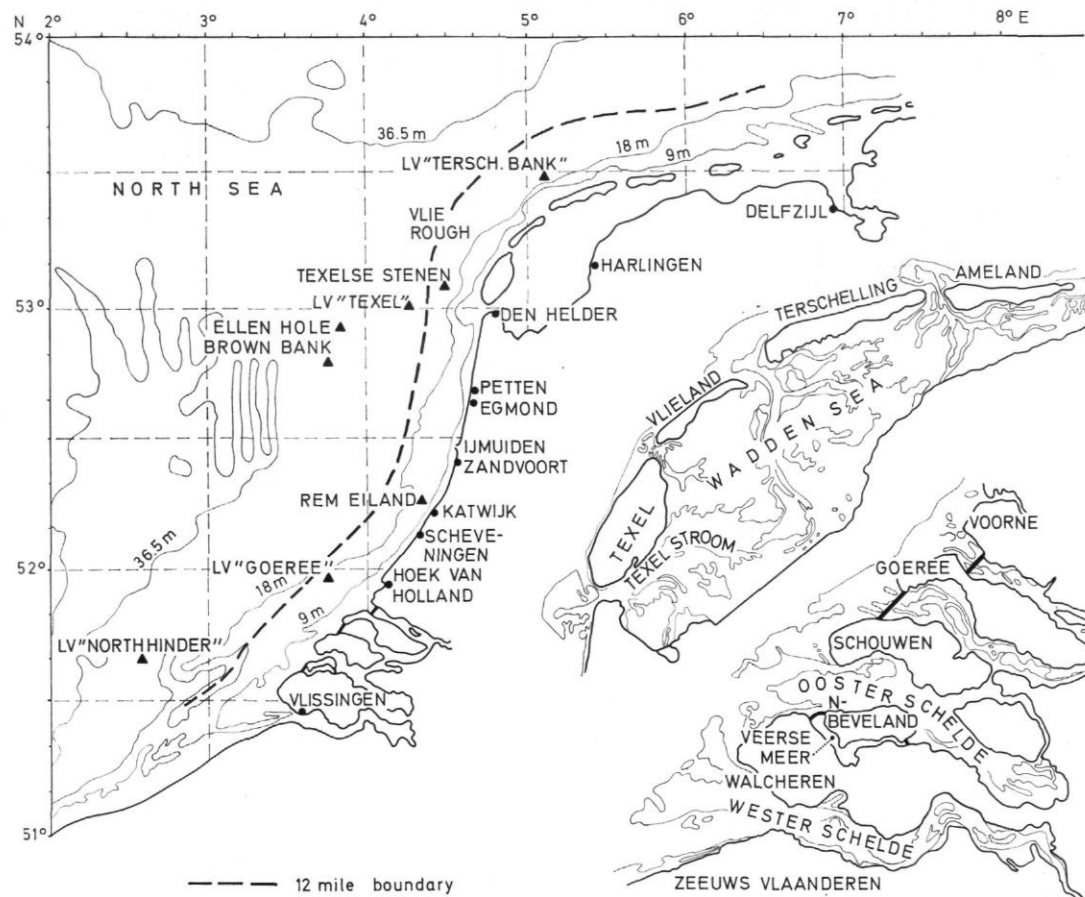 N 2° 3° 4° 5° 6° 7° 8° E
54°
36.5 m
18 m
9 m
LV "TERSCH. BANK"
NORTH SEA
VLIE
ROUGH
DELFZIJL
TEXELSE STENEN
HARLINGEN
53°
LV "TEXEL"
DEN HELDER
ELLEN HOLE
BROWN BANK
PETTEN
EGMOND
IJMUIDEN
ZANDVOORT
REM EILAND
KATWIJK
SCHEVE-
NINGEN
36.5 m
52°
LV "GOEREE"
18 m
HOEK VAN
HOLLAND
9 m
LV "NORTHHINDER"
VLISSINGEN
51°
12 mile boundary
AMELAND
TERSCHELLING
VLIELAND
WADDEN SEA
TEXEL
TEXEL STROOM
VOORNE
GOEREE
SCHOUWEN
OOSTER SCHELDE
N-
BEVELAND
VEERSE
MEER
WALCHEREN
WESTER SCHELDE
ZEEUWS VLAANDEREN